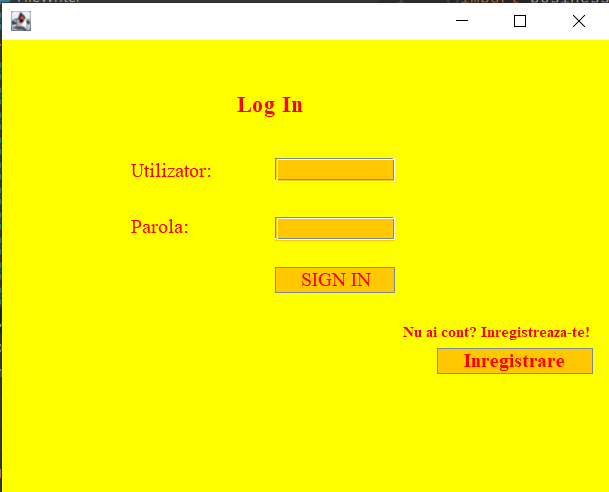 Log In
Utilizator:
Parola:
SIGN IN
Nu ai cont? Inregistreaza-te!
Inregistrare